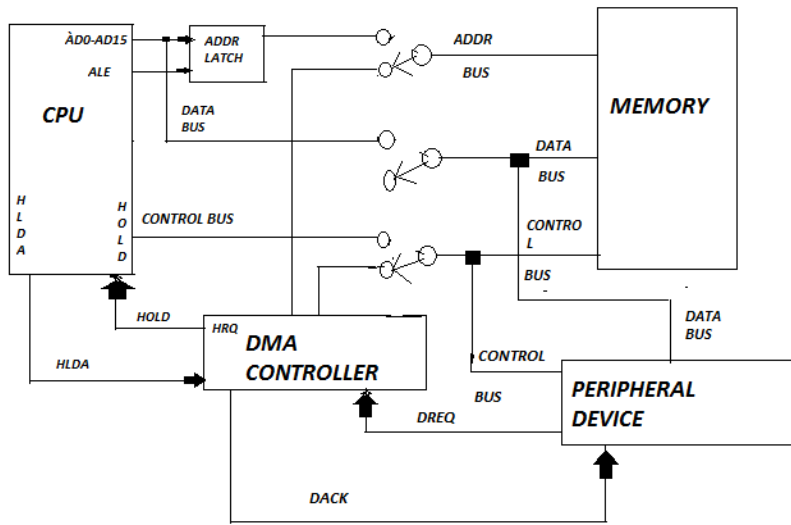 ÀD0-AD15
ALE
CPU
H
L
D
A
H
O
L
D
ADDR
LATCH
DATA
BUS
CONTROL BUS
ADDR
BUS
DATA
BUS
CONTRO
L
BUS
MEMORY
HOLD
HLDA
HRQ
DMA
CONTROLLER
CONTROL
BUS
DREQ
DATA
BUS
PERIPHERAL
DEVICE
DACK